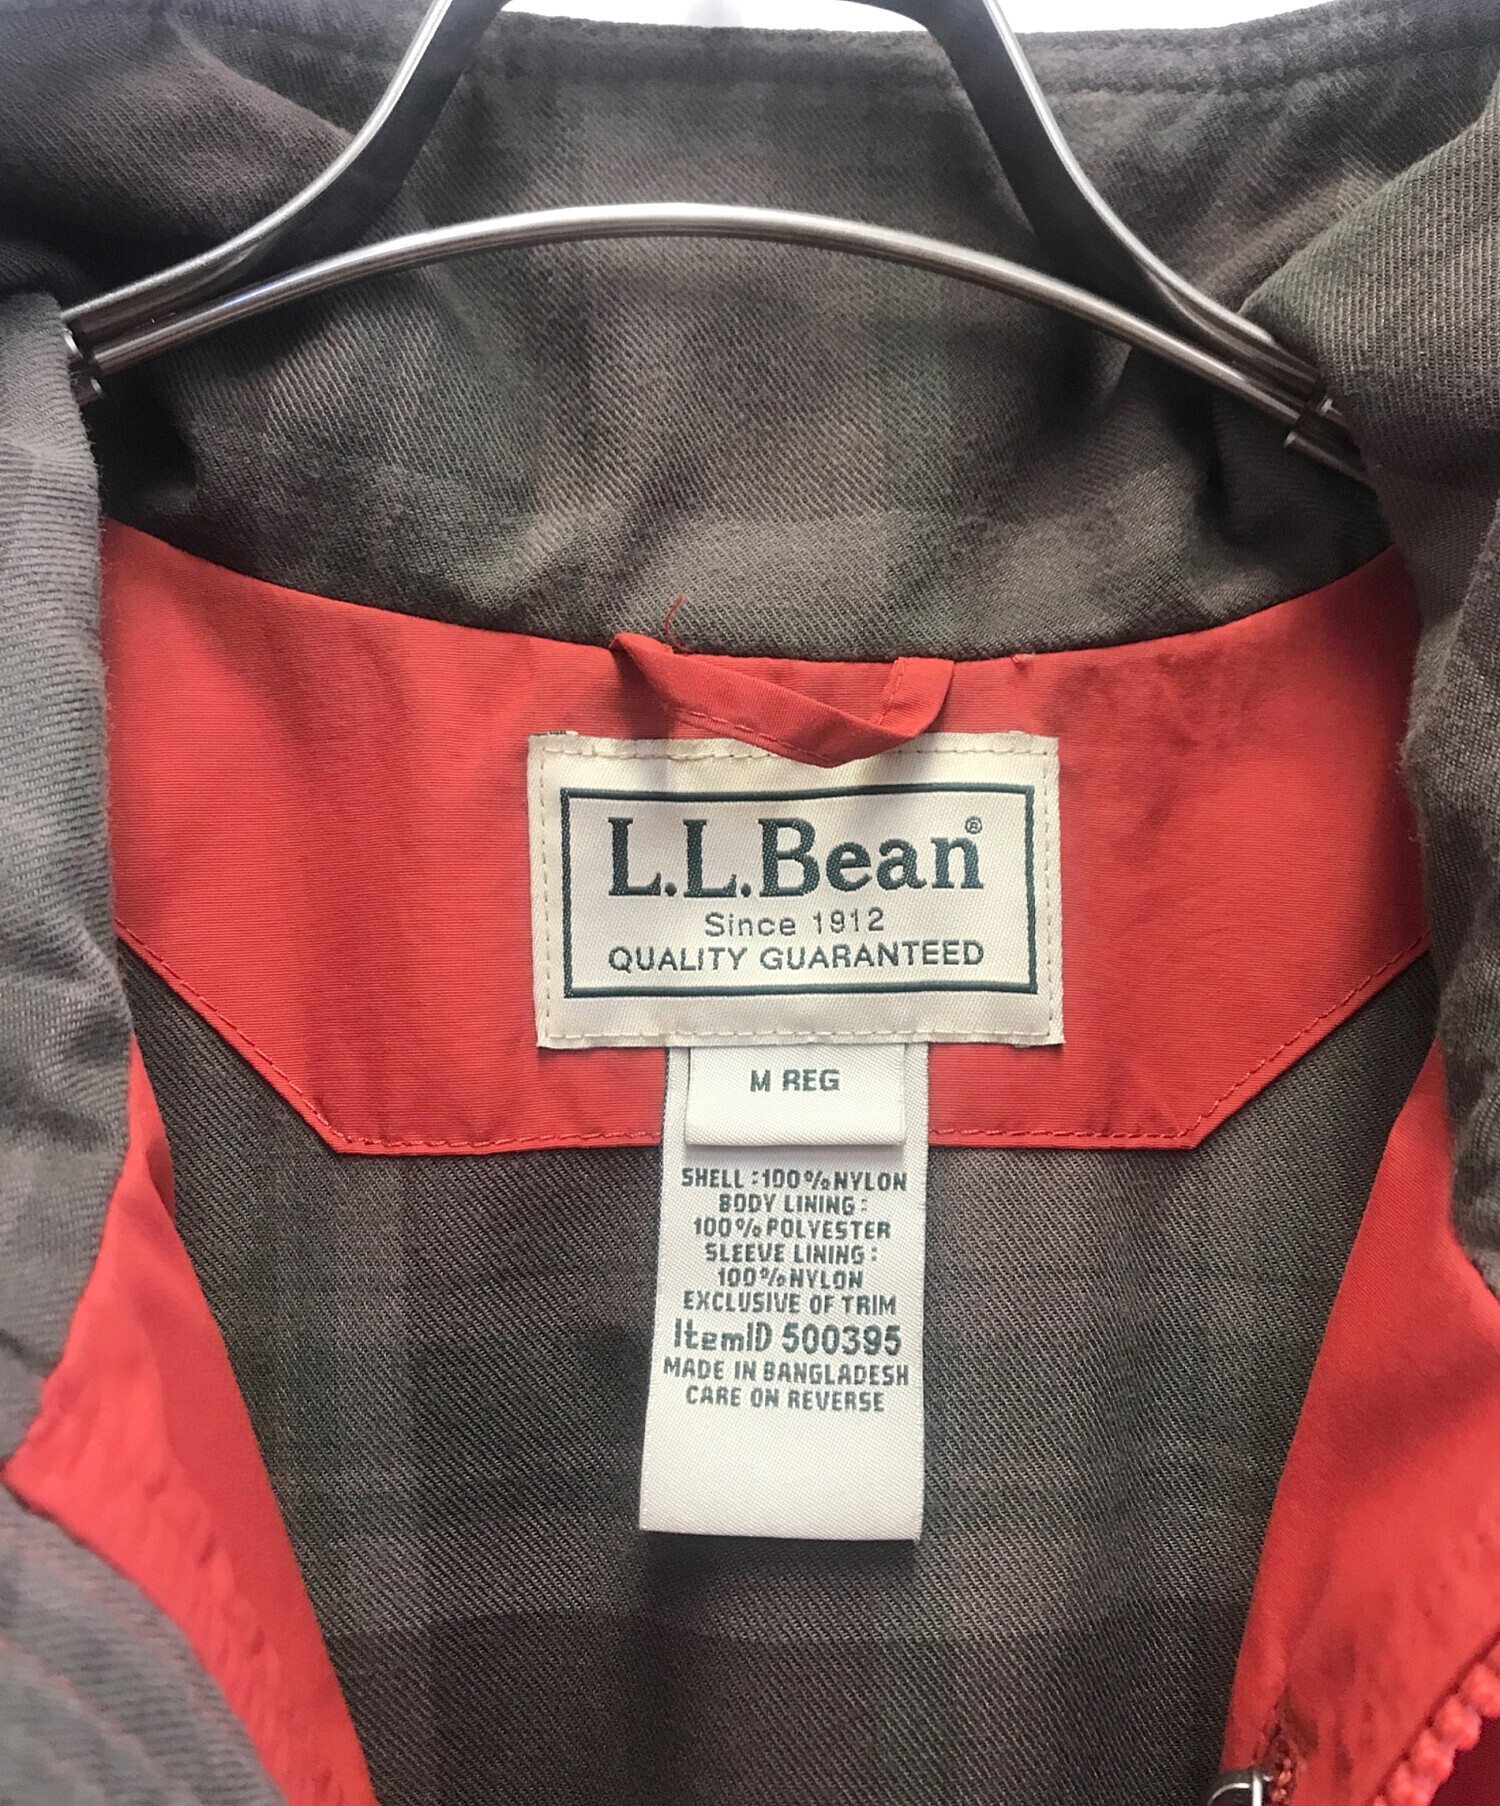 L.L.Bean®
Since 1912
QUALITY GUARANTEED
M REG
SHELL:100%NYLON
BODY LINING:
100%POLYESTER
SLEEVE LINING:
100%NYLON
EXCLUSIVE OF TRIM
ItemID 500395
MADE IN BANGLADESH
CARE ON REVERSE